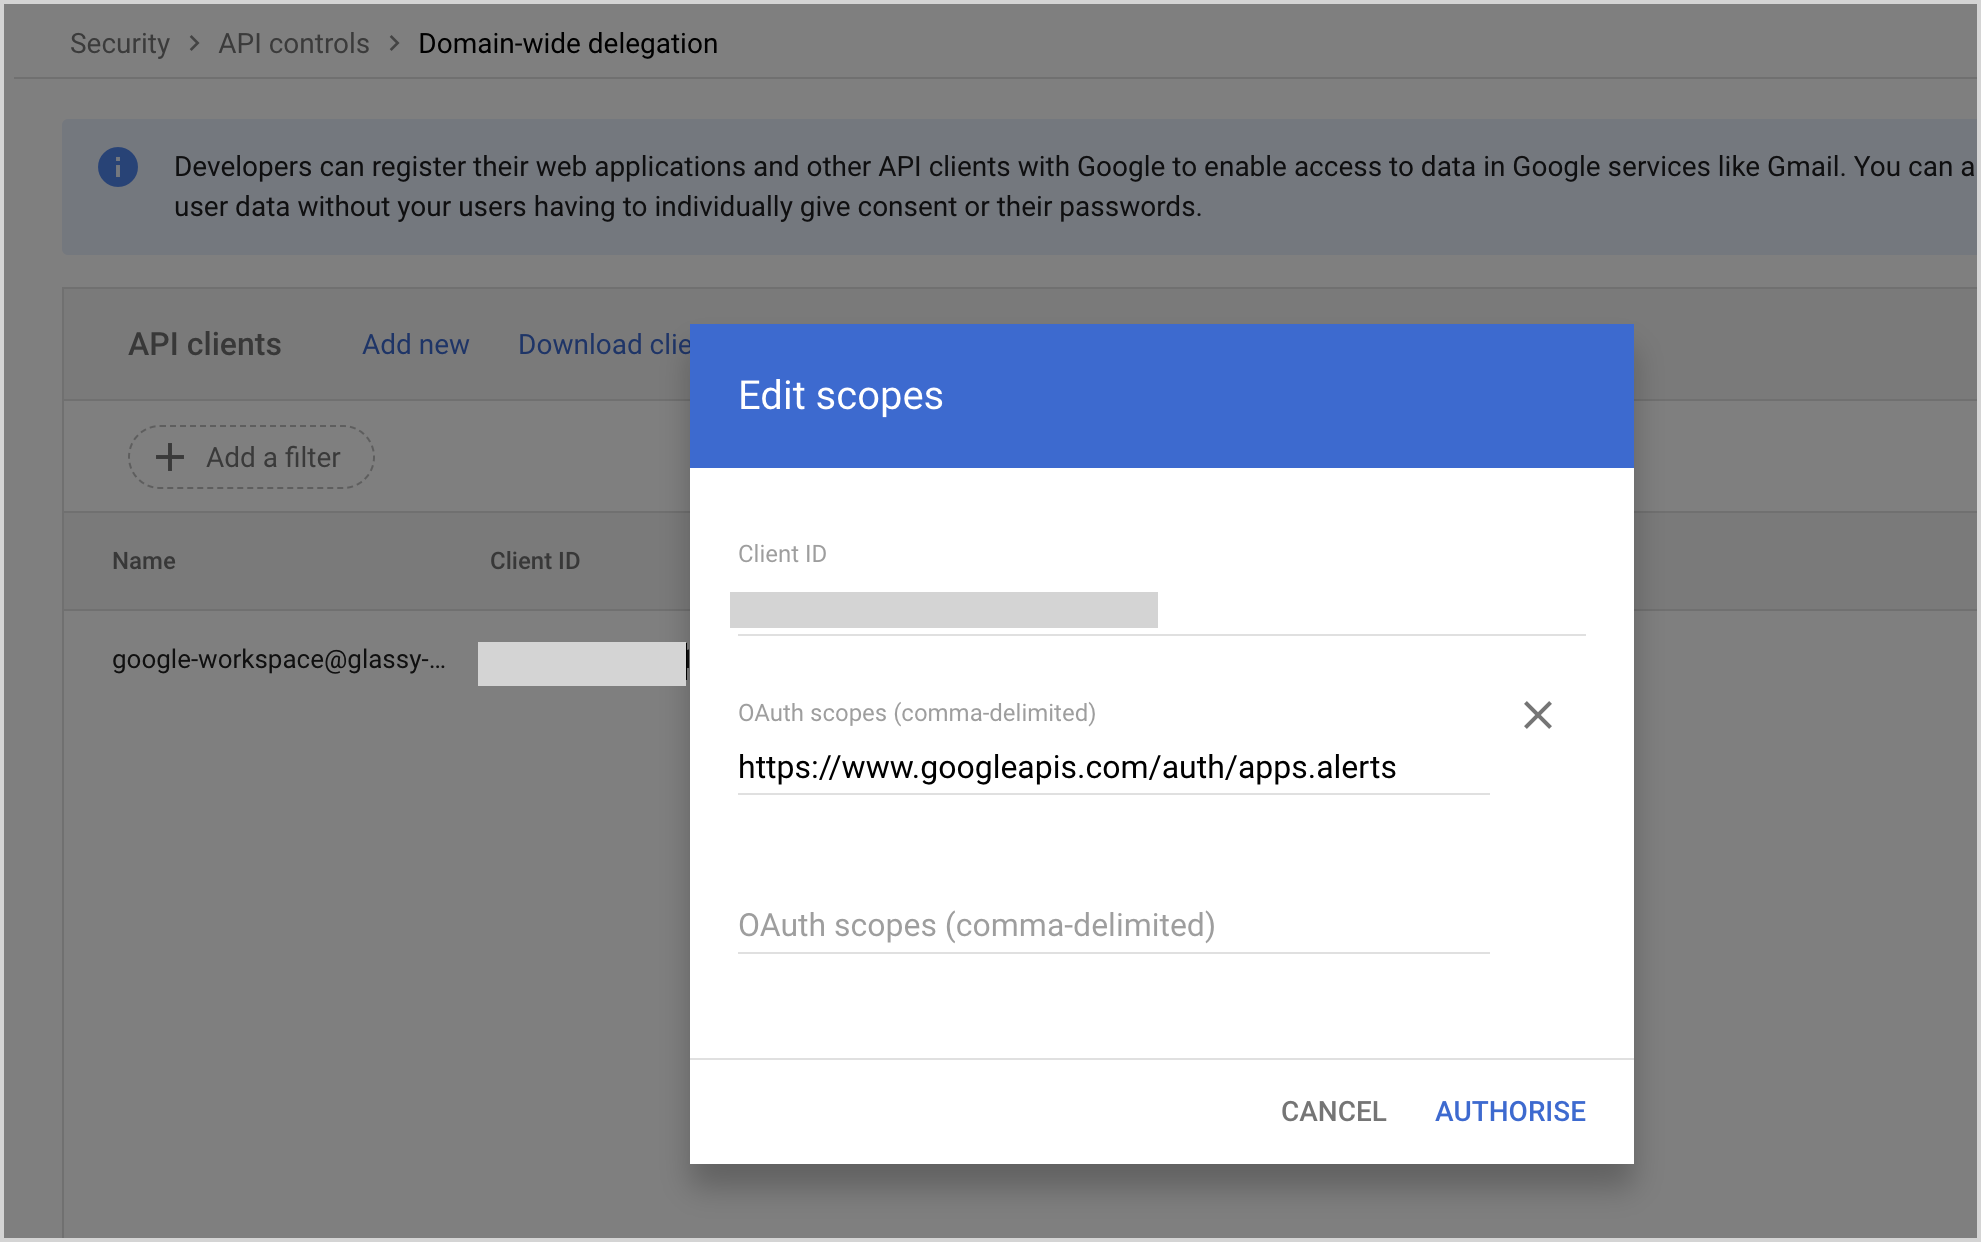 Security > API controls > Domain-wide delegation
Developers can register their web applications and other API clients with Google to enable access to data in Google services like Gmail. You can a
user data without your users having to individually give consent or their passwords.
API clients Add new Download clie
Edit scopes
+ Add a filter
Name Client ID
google-workspace@glassy-...
Client ID
OAuth scopes (comma-delimited)
https://www.googleapis.com/auth/apps.alerts
OAuth scopes (comma-delimited)
CANCEL AUTHORISE